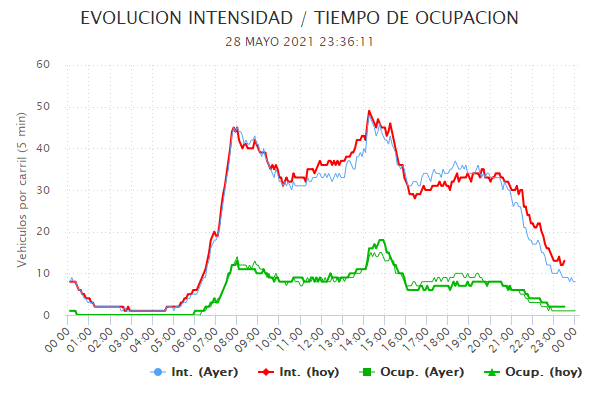 EVOLUCION INTENSIDAD / TIEMPO DE OCUPACION
28 MAYO 2021 23:36:11
Vehiculos por carril (5 min)
60
50
40
30
20
10
0
00:00 01:00 02:00 03:00 04:00 05:00 06:00 07:00 08:00 09:00 10:00 11:00 12:00 13:00 14:00 15:00 16:00 17:00 18:00 19:00 20:00 21:00 22:00 23:00 00:00
Int. (Ayer) Int. (hoy) Ocup. (Ayer) Ocup. (hoy)